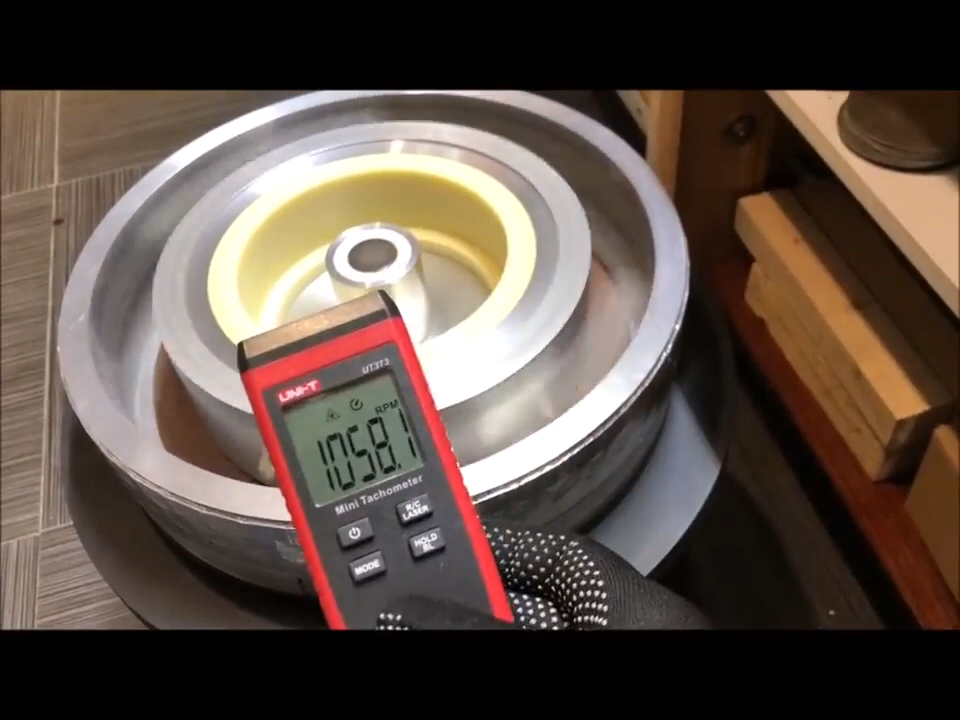 UNI-T
UT373
RPM
1058.1
Mini Tachometer
R/C
LASER
HOLD
BL
MODE